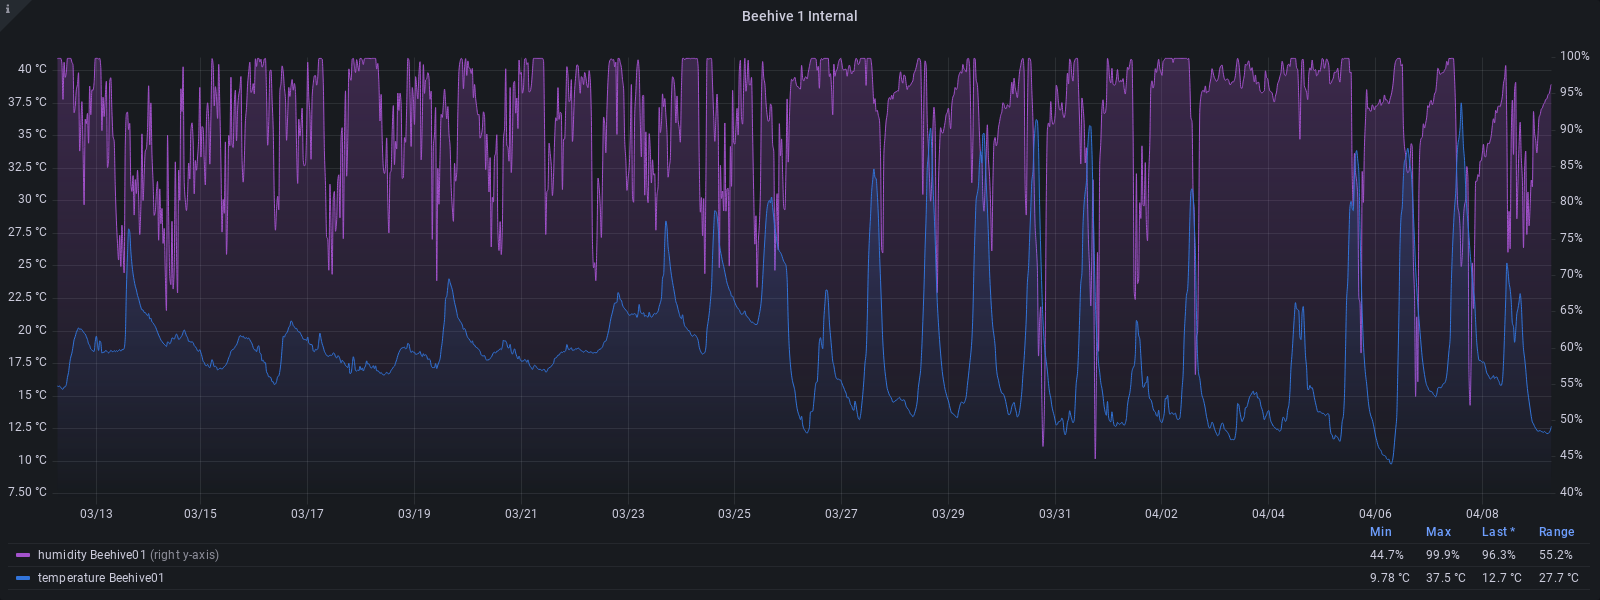 i
Beehive 1 Internal
40 °C
37.5 °C
35 °C
32.5 °C
30 °C
27.5 °C
25 °C
22.5 °C
20 °C
17.5 °C
15 °C
12.5 °C
10 °C
7.50 °C
100%
95%
90%
85%
80%
75%
70%
65%
60%
55%
50%
45%
40%
03/13 03/15 03/17 03/19 03/21 03/23 03/25 03/27 03/29 03/31 04/02 04/04 04/06 04/08
Min Max Last * Range
humidity Beehive01 (right y-axis) 44.7% 99.9% 96.3% 55.2%
temperature Beehive01 9.78 °C 37.5 °C 12.7 °C 27.7 °C